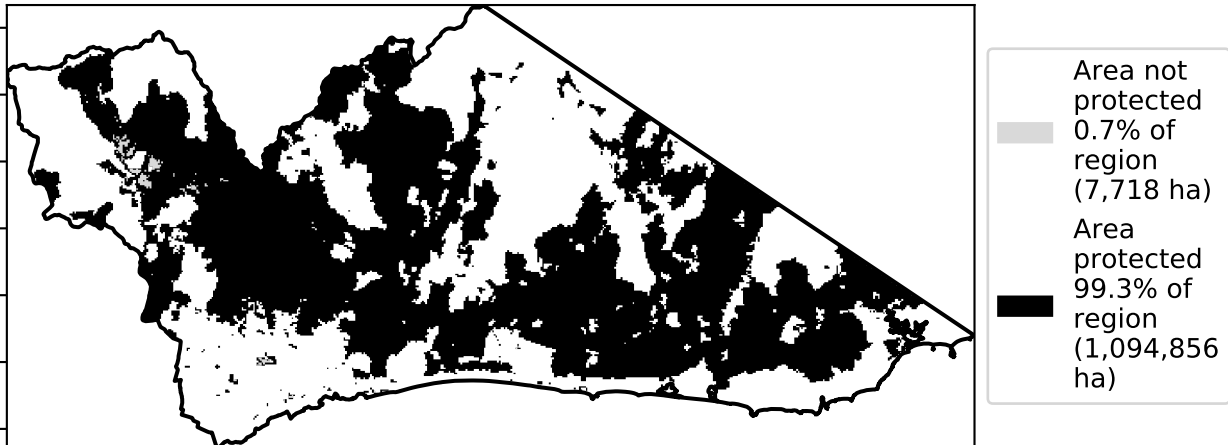 Area not
protected
0.7% of
region
(7,718 ha)
Area
protected
99.3% of
region
(1,094,856
ha)